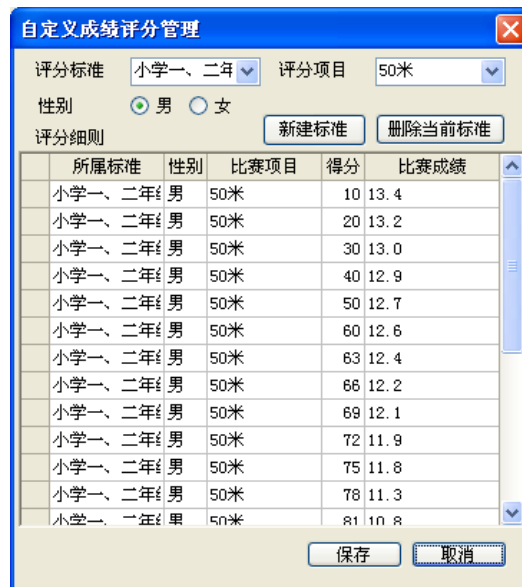 自定义成绩评分管理
评分标准 小学一、二年 评分项目 50米
性别 男 女
评分细则 新建标准 删除当前标准
所属标准 性别 比赛项目 得分 比赛成绩
小学一、二年 男 50米 10 13.4
小学一、二年 男 50米 20 13.2
小学一、二年 男 50米 30 13.0
小学一、二年 男 50米 40 12.9
小学一、二年 男 50米 50 12.7
小学一、二年 男 50米 60 12.6
小学一、二年 男 50米 63 12.4
小学一、二年 男 50米 66 12.2
小学一、二年 男 50米 69 12.1
小学一、二年 男 50米 72 11.9
小学一、二年 男 50米 75 11.8
小学一、二年 男 50米 78 11.3
小学一、二年 男 50米 81 10.8
保存 取消